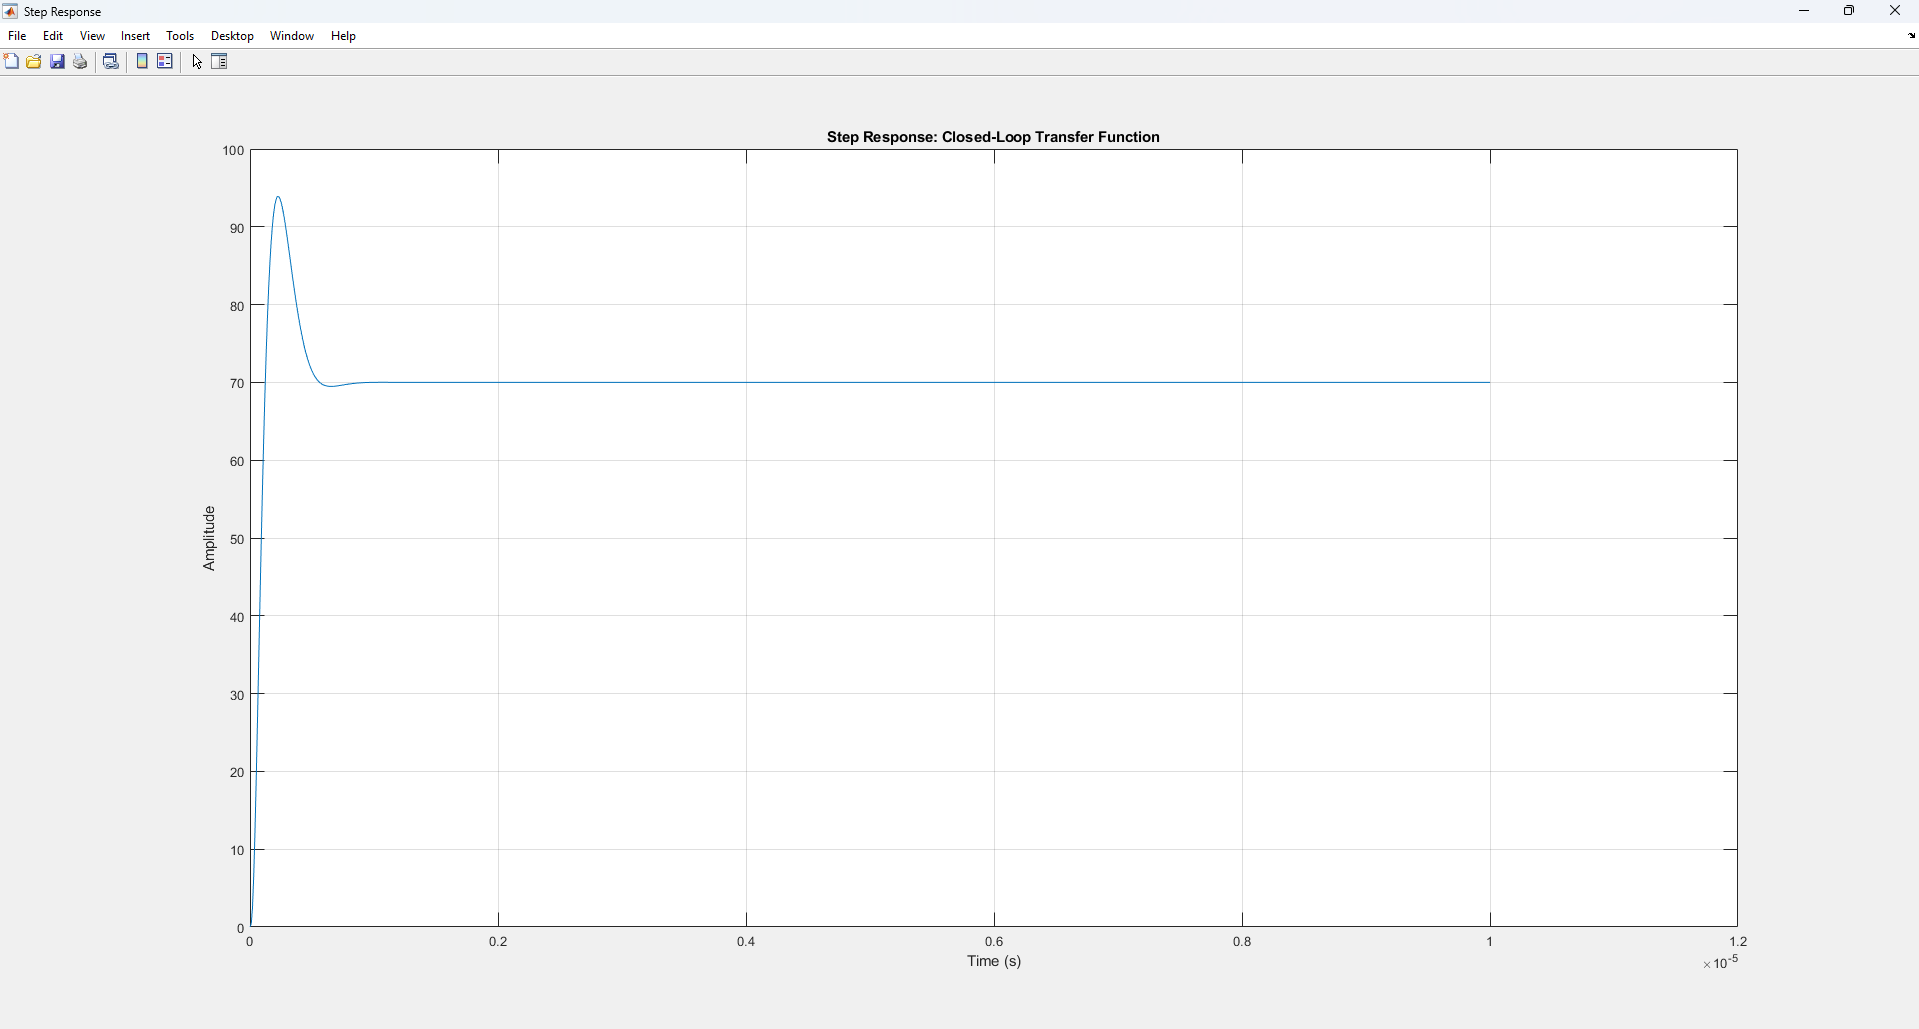 Step Response
File Edit View Insert Tools Desktop Window Help
Step Response: Closed-Loop Transfer Function
100
90
80
70
60
50
40
30
20
10
0
Amplitude
0 0.2 0.4 0.6 0.8 1 1.2
Time (s)
×10-5